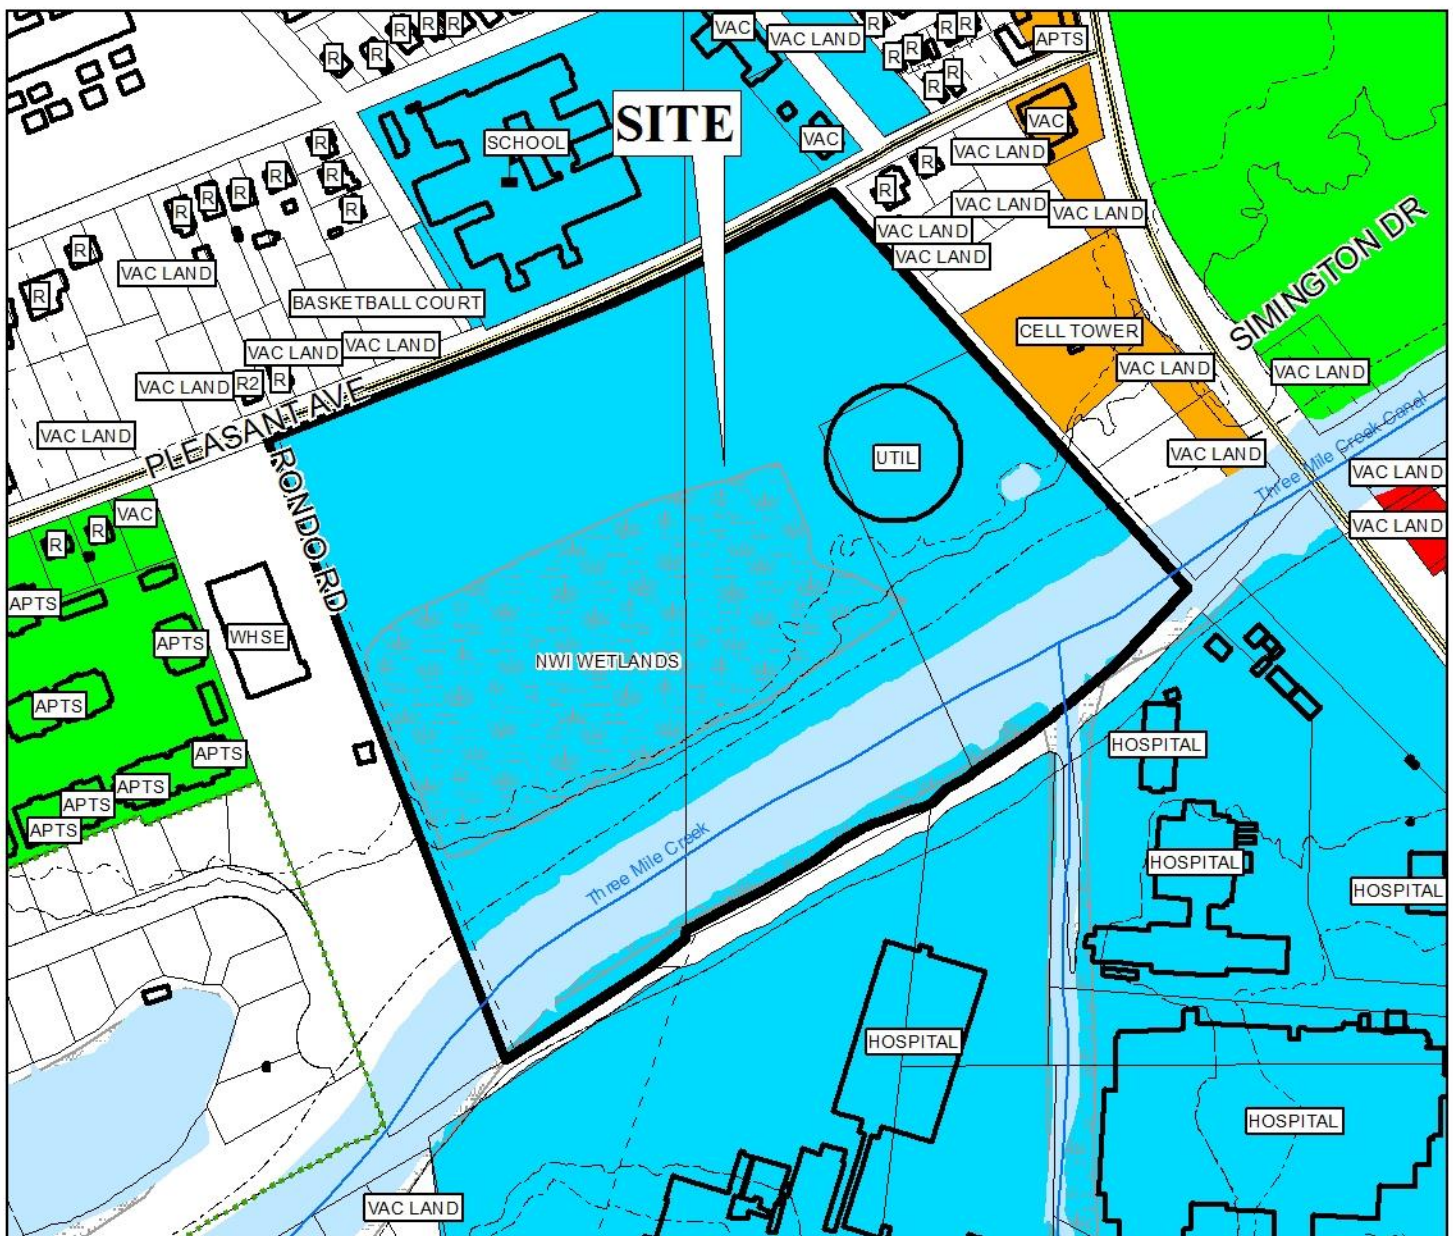 R
R
R
R
R
VAC
VAC LAND
R
R
R
R
R
R
R
APTS
SITE
SCHOOL
VAC
VAC
VAC LAND
R
R
R
R
R
R
R
R
R
R
VAC LAND
VAC LAND
VAC LAND
VAC LAND
R
VAC LAND
R
BASKETBALL COURT
SIMINGTON DR
CELL TOWER
VAC LAND
VAC LAND
VAC LAND
VAC LAND
VAC LAND
R2
R
PLEASANT AVE
VAC LAND
Three Mile Creek Canal
VAC LAND
UTIL
VAC LAND
RONDO RD
VAC
R
R
VAC LAND
APTS
WHSE
APTS
NWI WETLANDS
APTS
HOSPITAL
APTS
APTS
APTS
APTS
Three Mile Creek
HOSPITAL
HOSPITAL
HOSPITAL
HOSPITAL
VAC LAND